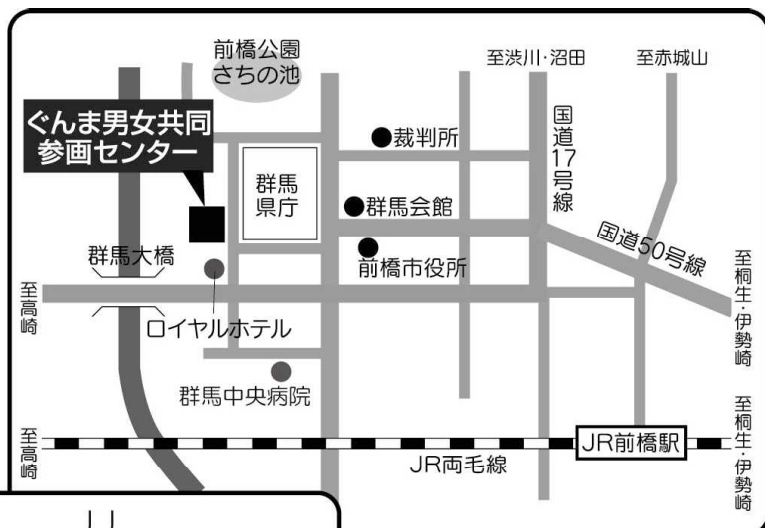 前橋公園
さちの池
至渋川・沼田
至赤城山
ぐんま男女共同
参画センター
裁判所
国道17号線
群馬
県庁
群馬会館
国道50号線
群馬大橋
前橋市役所
至高崎
至桐生・伊勢崎
ロイヤルホテル
群馬中央病院
至高崎
JR両毛線
JR前橋駅
至桐生・伊勢崎